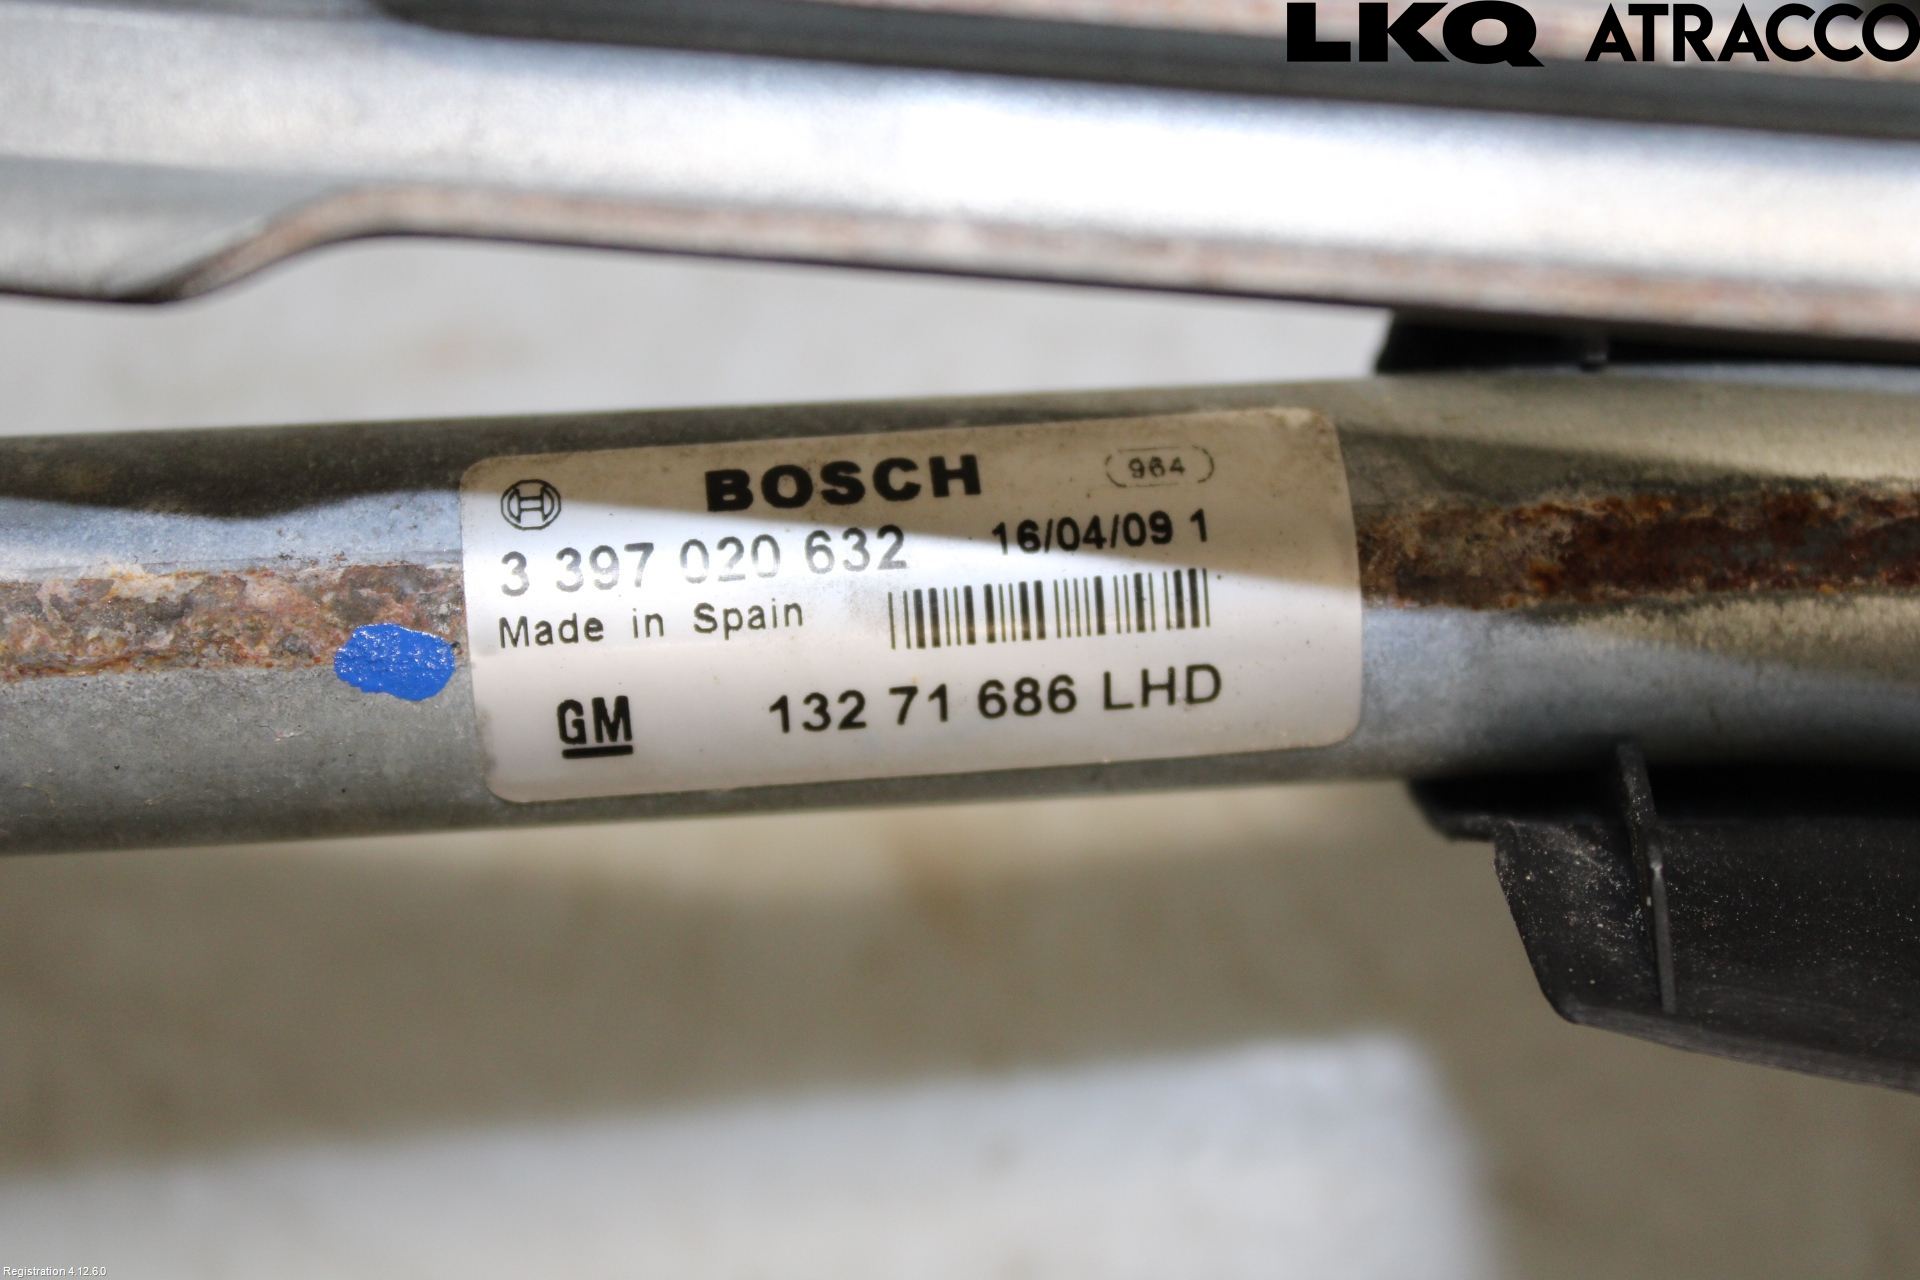 LKQ ATRACCO
BOSCH 964
3 397 020 632 16/04/09 1
Made in Spain
GM 132 71 686 LHD
Registration 4.12.6.0